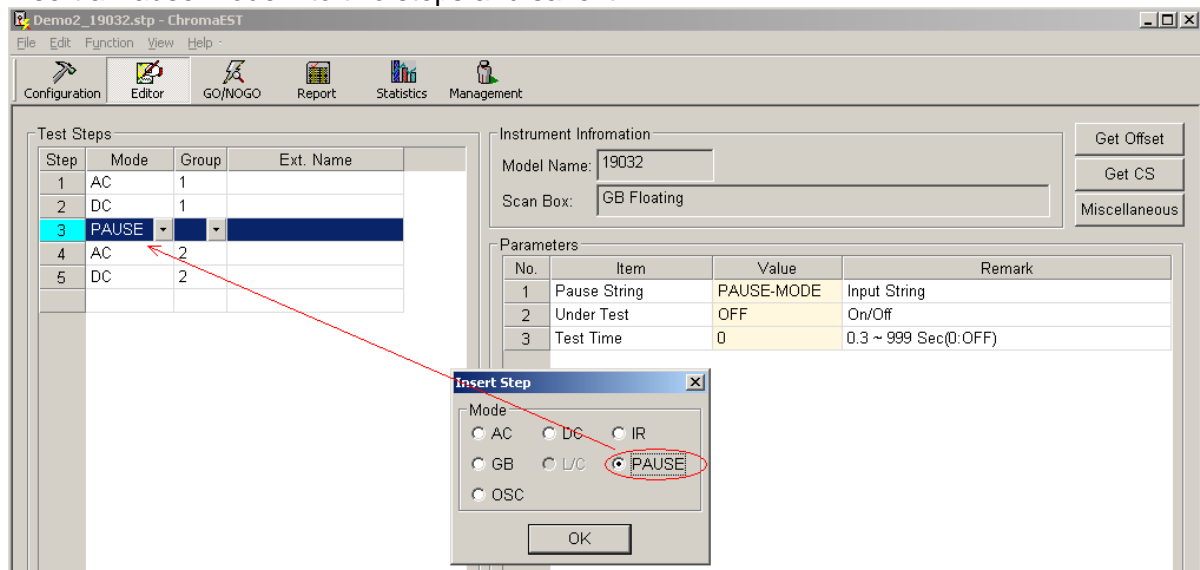 Demo2_19032.stp - ChromaEST
File Edit Function View Help
Configuration Editor GO/NOGO Report Statistics Management
Test Steps
Step Mode Group Ext. Name
1 AC 1
2 DC 1
3 PAUSE
4 AC 2
5 DC 2
Instrument Infromation
Model Name: 19032
Scan Box: GB Floating
Get Offset
Get CS
Miscellaneous
Parameters
No. Item Value Remark
1 Pause String PAUSE-MODE Input String
2 Under Test OFF On/Off
3 Test Time 0 0.3 ~ 999 Sec(0:OFF)
Insert Step
Mode
AC DC IR
GB L/C PAUSE
OSC
OK